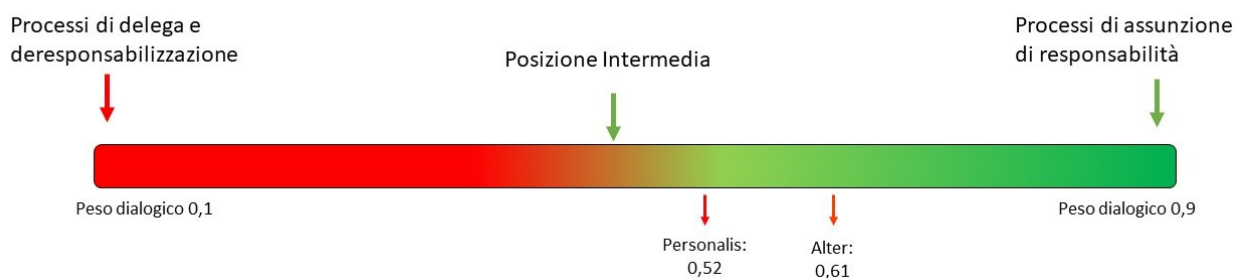 Processi di delega e
deresponsabilizzazione
Posizione Intermedia
Processi di assunzione
di responsabilità
Peso dialogico 0,1
Peso dialogico 0,9
Personalis:
0,52
Alter:
0,61